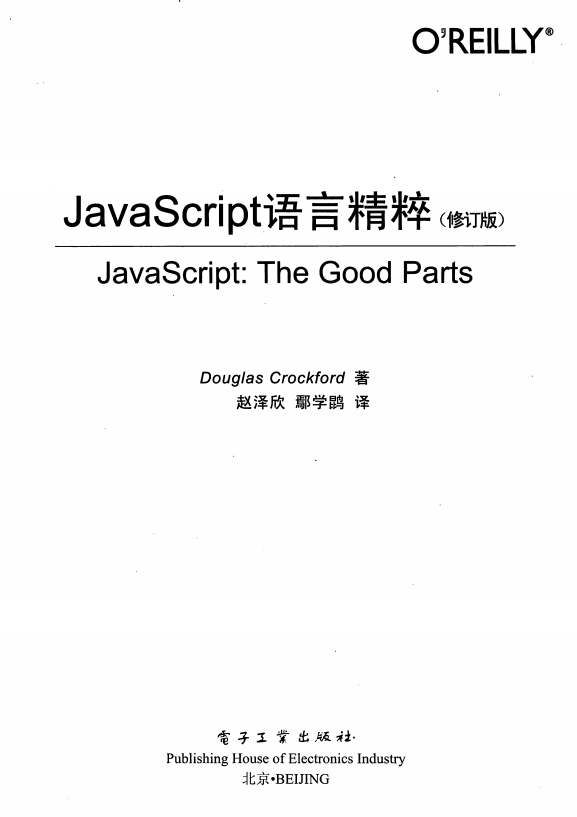 O'REILLY®
JavaScript语言精粹(修订版)
JavaScript: The Good Parts
Douglas Crockford 著
赵泽欣 鄢学鹍 译
電子工業出版社·
Publishing House of Electronics Industry
北京•BEIJING